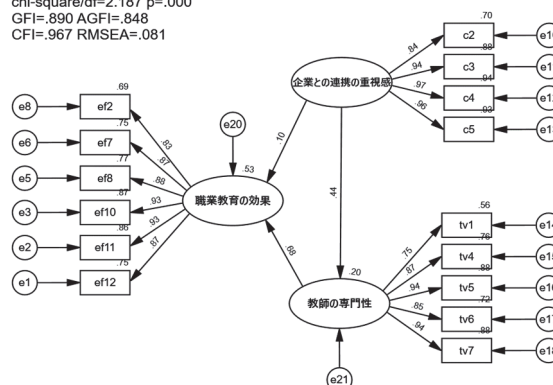 chi-square/df=2.187 p=.000
GFI=.890 AGFI=.848
CFI=.967 RMSEA=.081
.70
c2
.84
.88
c3
.94
企業との連携の重視感
.94
c4
.97
.93
c5
.96
.69
e8
ef2
.83
.75
e6
ef7
.87
.77
e5
ef8
.88
.87
e3
ef10
.93
.86
e2
ef11
.93
.75
e1
ef12
.87
e20
.53
職業教育の効果
.10
.44
.68
.20
教師の専門性
e21
.56
tv1
.75
e14
.76
tv4
.87
e15
.88
tv5
.94
e16
.72
tv6
.85
e17
.88
tv7
.94
e18